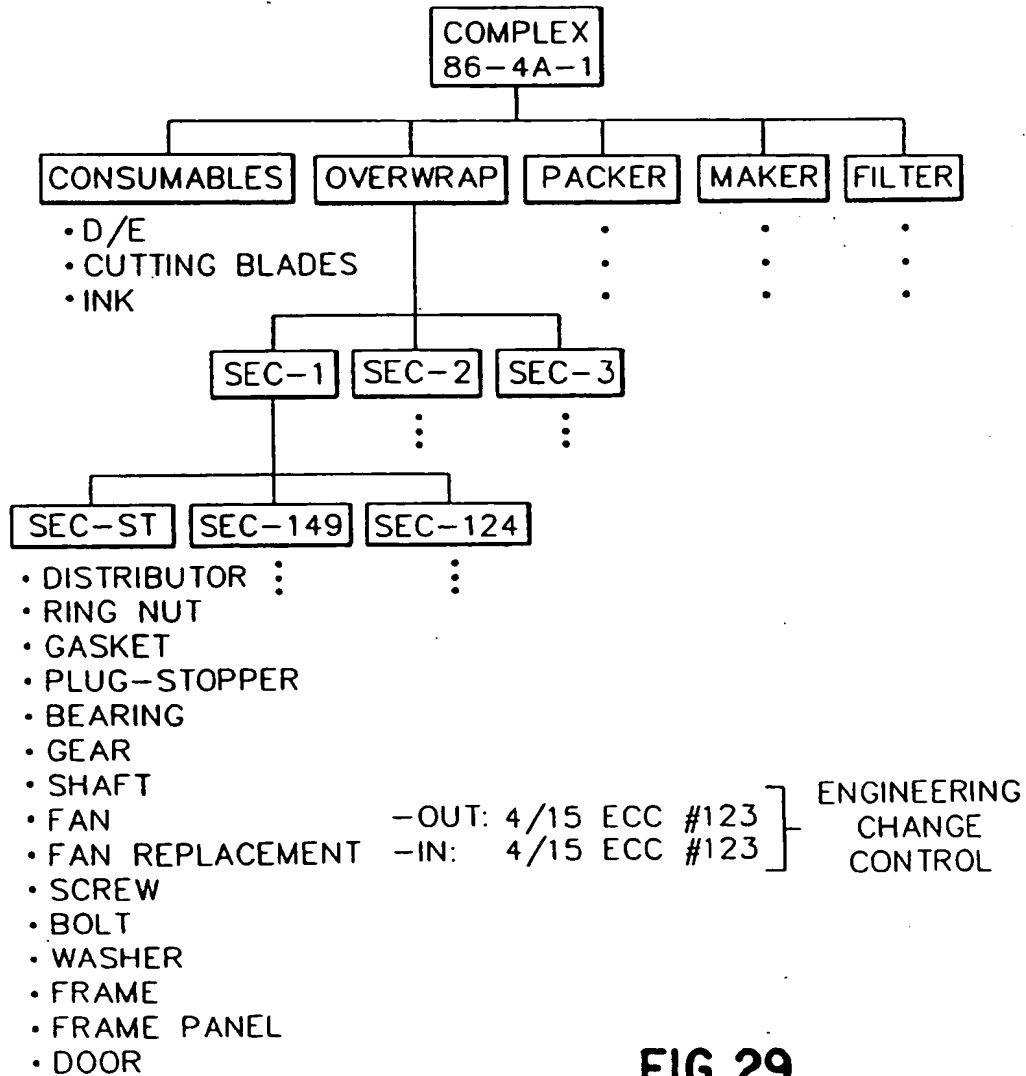 COMPLEX
86-4A-1
CONSUMABLES OVERWRAP PACKER MAKER FILTER
• D/E
• CUTTING BLADES
• INK
SEC-1 SEC-2 SEC-3
SEC-ST SEC-149 SEC-124
• DISTRIBUTOR
• RING NUT
• GASKET
• PLUG-STOPPER
• BEARING
• GEAR
• SHAFT
• FAN -OUT: 4/15 ECC #123
• FAN REPLACEMENT -IN: 4/15 ECC #123
ENGINEERING
CHANGE
CONTROL
• SCREW
• BOLT
• WASHER
• FRAME
• FRAME PANEL
• DOOR
FIG. 29